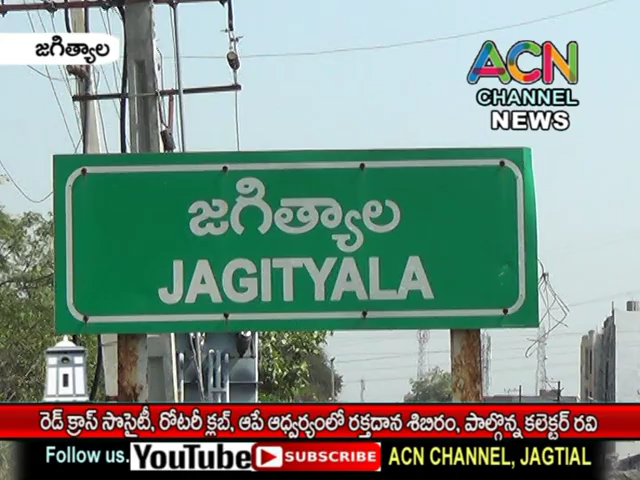 జగిత్యాల
ACN
CHANNEL
NEWS
జగిత్యాల
JAGITYALA
రెడ్ క్రాస్ సొసైటీ, రోటరీ క్లబ్, ఆపే ఆధ్వర్యంలో రక్తదాన శిబిరం, పాల్గొన్న కలెక్టర్ రవి
Follow us. YouTube SUBSCRIBE ACN CHANNEL, JAGTIAL